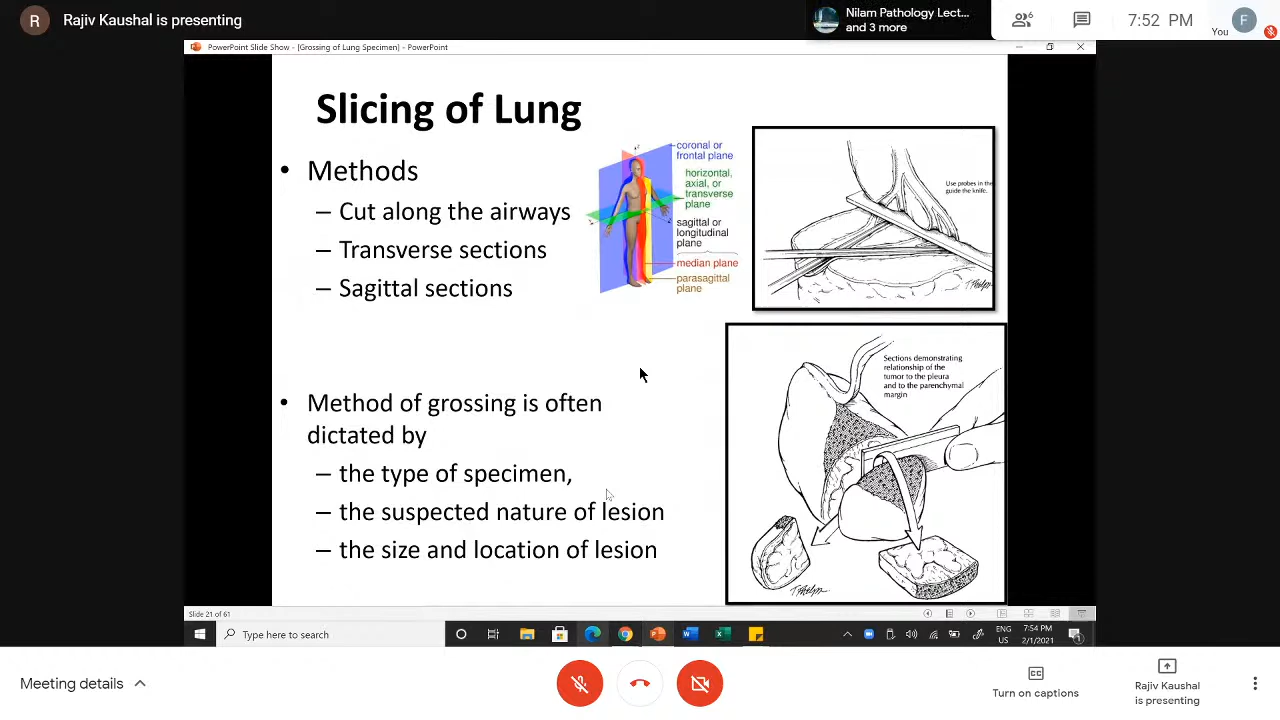 R
Rajiv Kaushal is presenting
Nilam Pathology Lect...
and 3 more
6
7:52 PM
You
F
PowerPoint Slide Show - [Grossing of Lung Specimen] - PowerPoint
Slicing of Lung
• Methods
– Cut along the airways
– Transverse sections
– Sagittal sections
coronal or
frontal plane
horizontal,
axial, or
transverse
plane
sagittal or
longitudinal
plane
median plane
parasagittal
plane
Use probes in the
guide the knife.
• Method of grossing is often
dictated by
– the type of specimen,
– the suspected nature of lesion
– the size and location of lesion
Sections demonstrating
relationship of the
tumor to the pleura
and to the parenchymal
margin
Slide 21 of 61
Type here to search
ENG
US
7:54 PM
2/1/2021
1
Meeting details
CC
Turn on captions
Rajiv Kaushal
is presenting